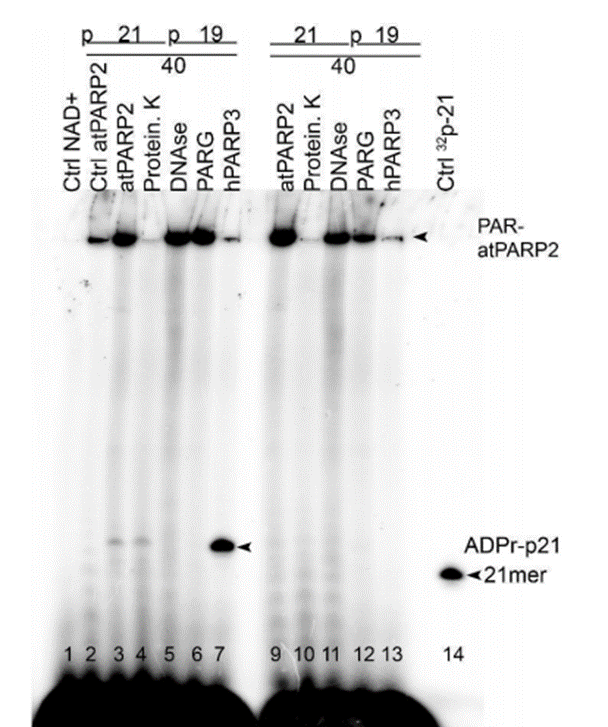 p 21 p 19
40
21 p 19
40
Ctrl NAD+
Ctrl atPARP2
atPARP2
Protein. K
DNAse
PARG
hPARP3
atPARP2
Protein. K
DNAse
PARG
hPARP3
Ctrl 32p-21
PAR-
atPARP2
ADPr-p21
21mer
1 2 3 4 5 6 7 9 10 11 12 13 14